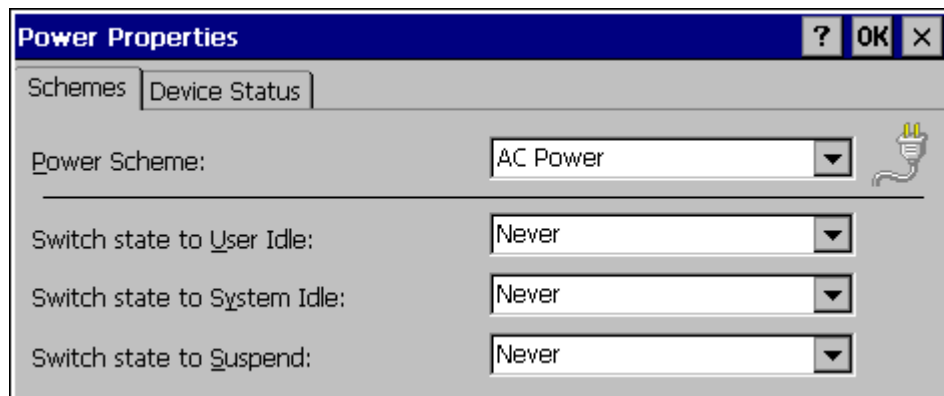 Power Properties ? OK ×
Schemes Device Status
Power Scheme: AC Power
Switch state to User Idle: Never
Switch state to System Idle: Never
Switch state to Suspend: Never